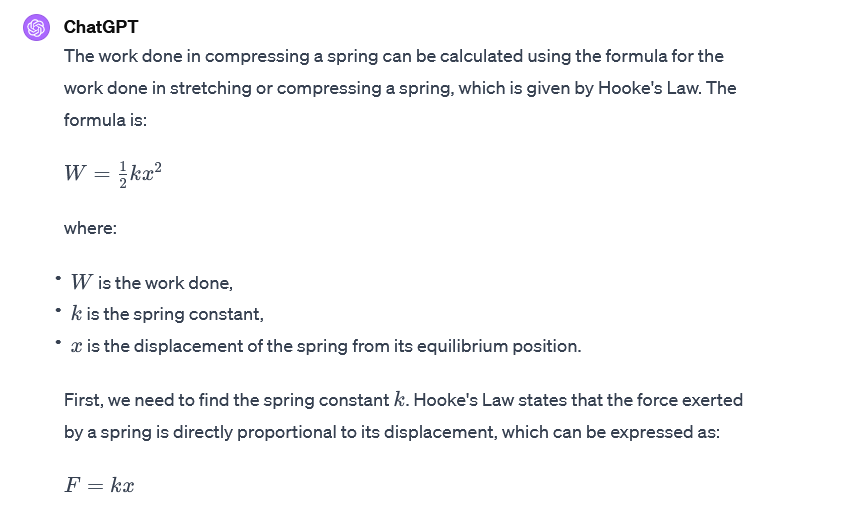 ChatGPT
The work done in compressing a spring can be calculated using the formula for the
work done in stretching or compressing a spring, which is given by Hooke's Law. The
formula is:
W = \frac{1}{2}kx^2
where:
• W is the work done,
• k is the spring constant,
• x is the displacement of the spring from its equilibrium position.
First, we need to find the spring constant k. Hooke's Law states that the force exerted
by a spring is directly proportional to its displacement, which can be expressed as:
F = kx